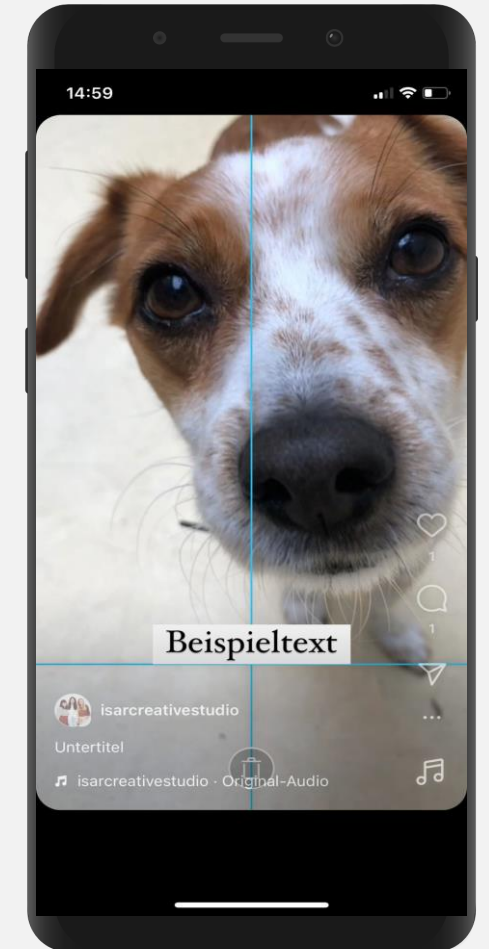 14:59
Beispieltext
1
1
isarcreativestudio
Untertitel
isarcreativestudio · Original-Audio